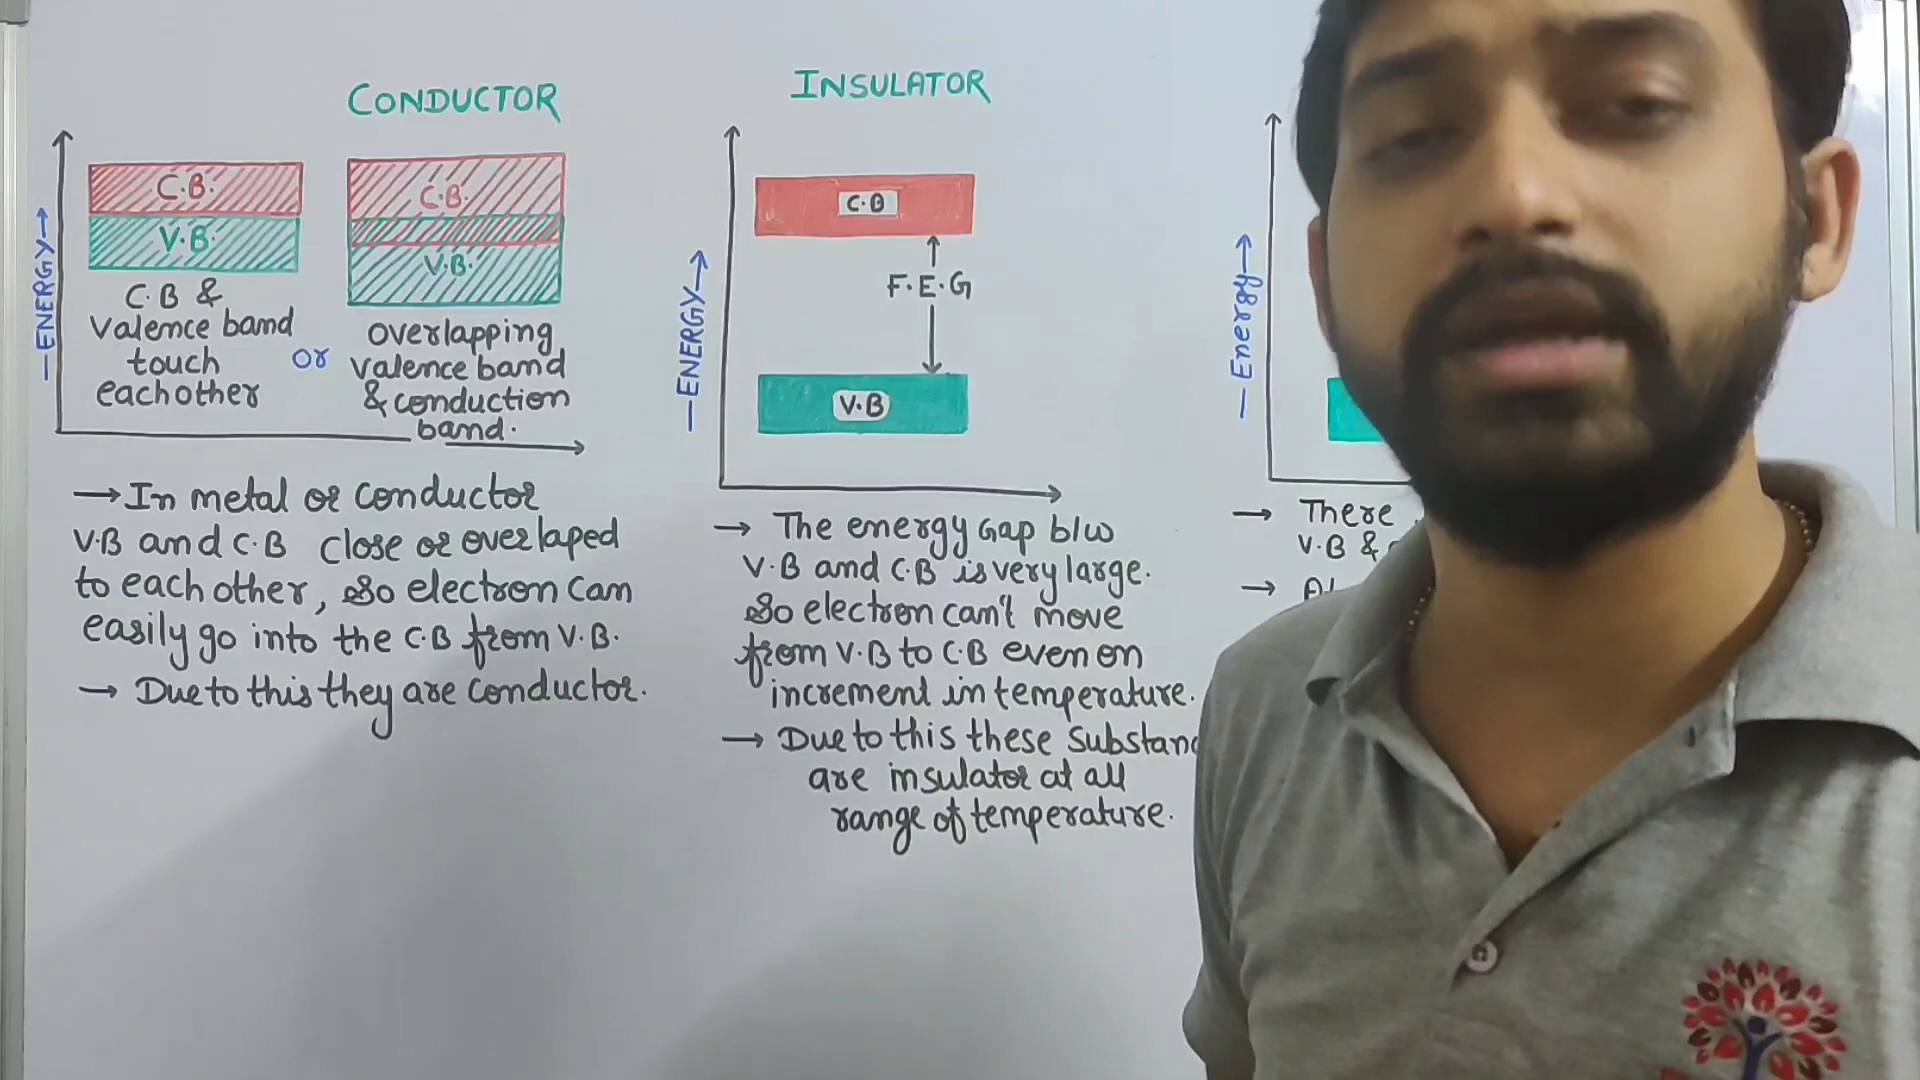 CONDUCTOR
C.B.
V.B.
C.B.
V.B.
—ENERGY→
C.B &
Valence band
touch
eachother
or
overlapping
valence band
& conduction
band.
→ In metal or conductor
V.B and C.B close or overlaped
to each other, so electron can
easily go into the C.B from V.B.
→ Due to this they are conductor.
INSULATOR
C.B
F.E.G
V.B
—ENERGY→
→ The energy Gap b/w
V.B and C.B is very large.
So electron can't move
from V.B to C.B even on
increment in temperature.
→ Due to this these Substanc
are insulator at all
range of temperature.
—Energy→
→ There
V.B &
→